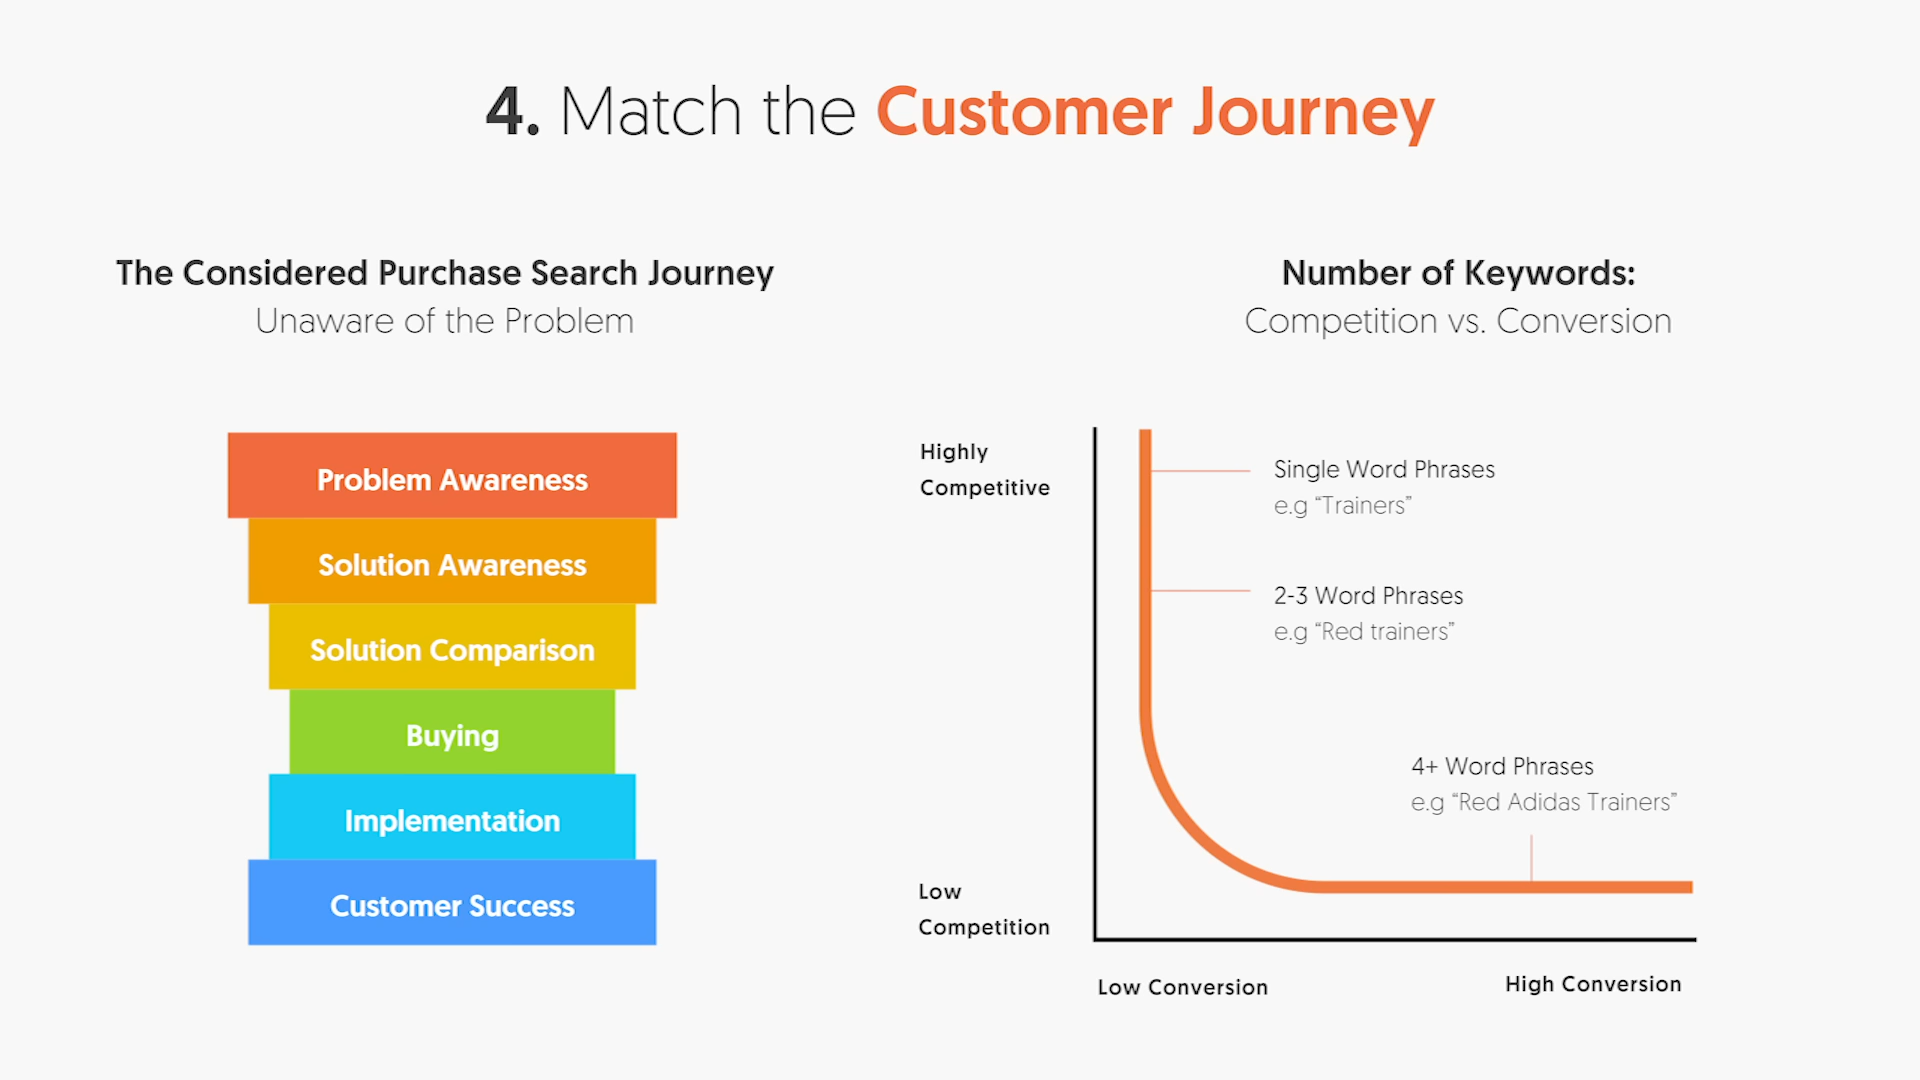 4. Match the Customer Journey
The Considered Purchase Search Journey
Unaware of the Problem
Problem Awareness
Solution Awareness
Solution Comparison
Buying
Implementation
Customer Success
Number of Keywords:
Competition vs. Conversion
Highly
Competitive
Single Word Phrases
e.g “Trainers”
2-3 Word Phrases
e.g “Red trainers”
4+ Word Phrases
e.g “Red Adidas Trainers”
Low
Competition
Low Conversion
High Conversion